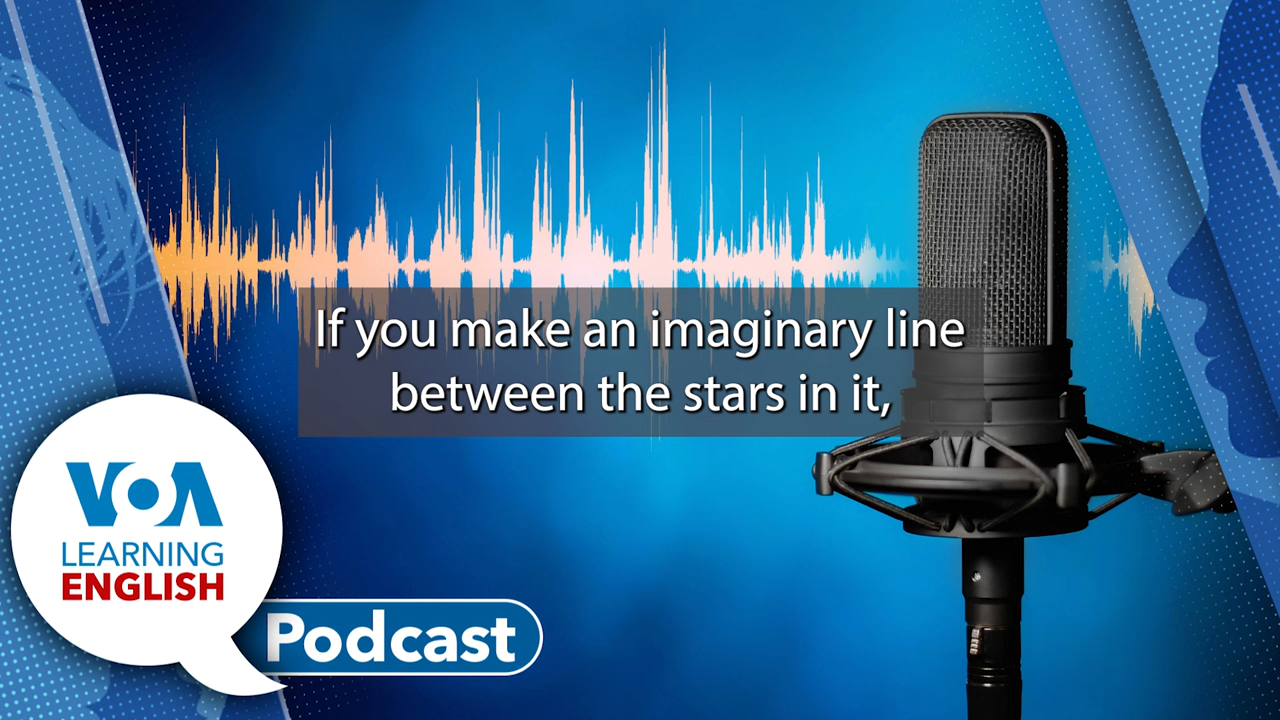 If you make an imaginary line
between the stars in it,
VOA
LEARNING
ENGLISH
Podcast